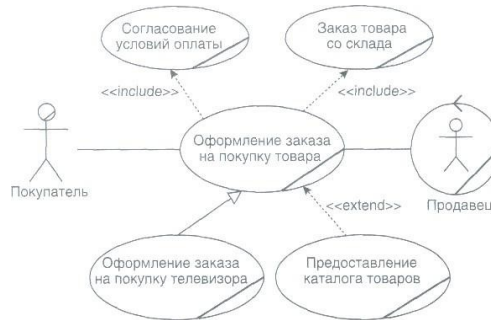 Согласование
условий оплаты
Заказ товара
со склада
<<include>>
<<include>>
Оформление заказа
на покупку товара
Покупатель
Продавец
<<extend>>
Оформление заказа
на покупку телевизора
Предоставление
каталога товаров